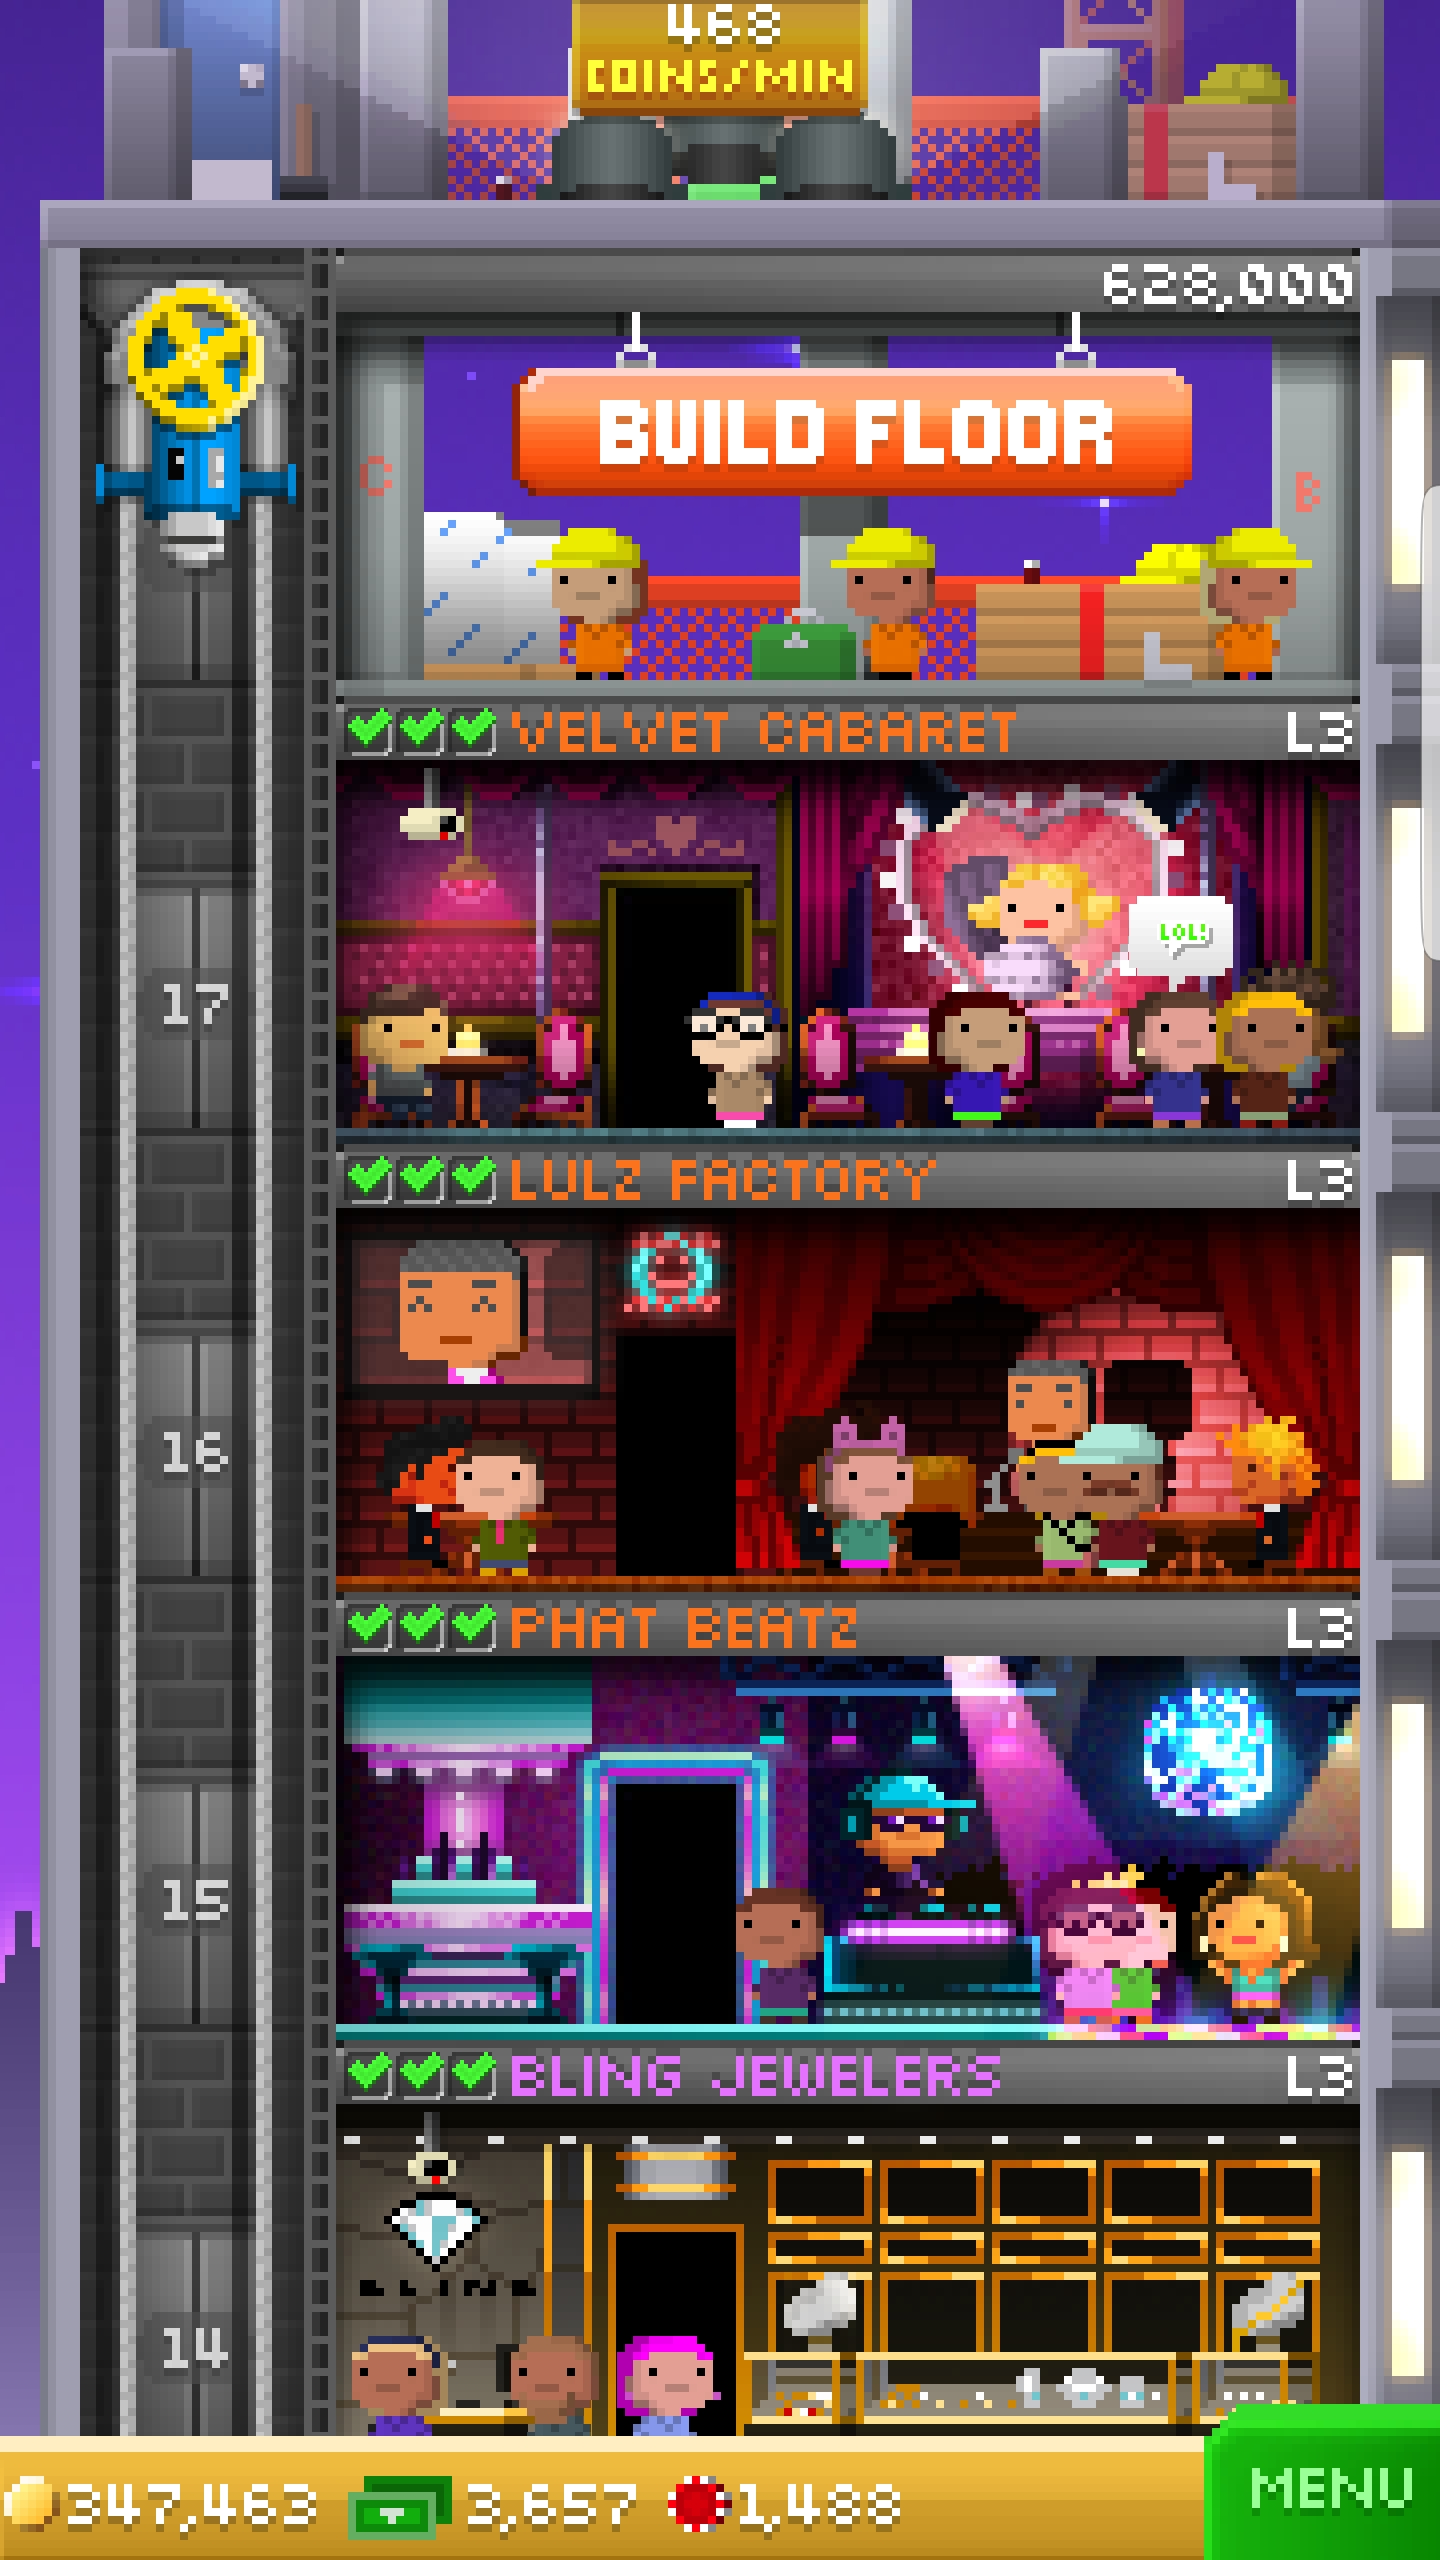 468
COINS/MIN
628,000
BUILD FLOOR
C
B
VELVET CABARET L3
LOL!
17
LULZ FACTORY L3
16
PHAT BEATZ L3
15
BLING JEWELERS L3
BLING
14
347,463 3,657 1,488
MENU